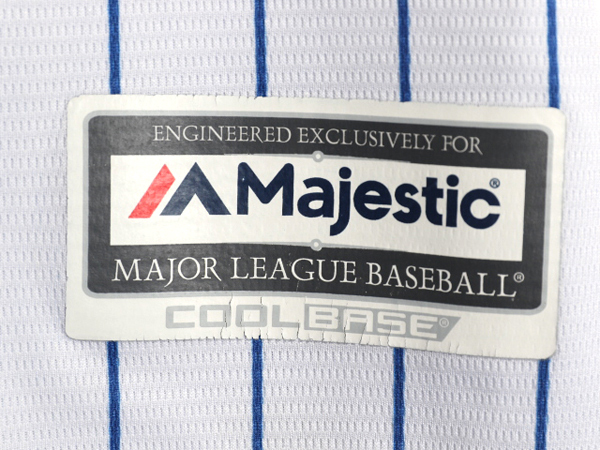 ENGINEERED EXCLUSIVELY FOR
Majestic®
MAJOR LEAGUE BASEBALL®
COOLBASE®